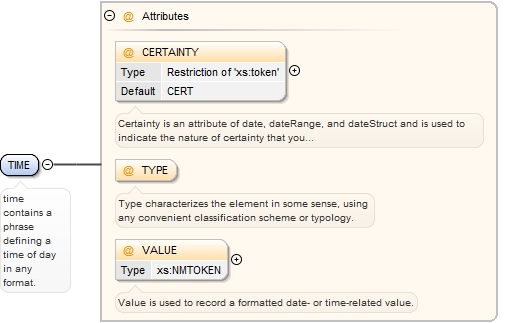 @ Attributes
@ CERTAINTY
Type Restriction of 'xs:token'
Default CERT
Certainty is an attribute of date, dateRange, and dateStruct and is used to
indicate the nature of certainty that you...
TIME
time
contains a
phrase
defining a
time of day
in any
format.
@ TYPE
Type characterizes the element in some sense, using
any convenient classification scheme or typology.
@ VALUE
Type xs:NMTOKEN
Value is used to record a formatted date- or time-related value.